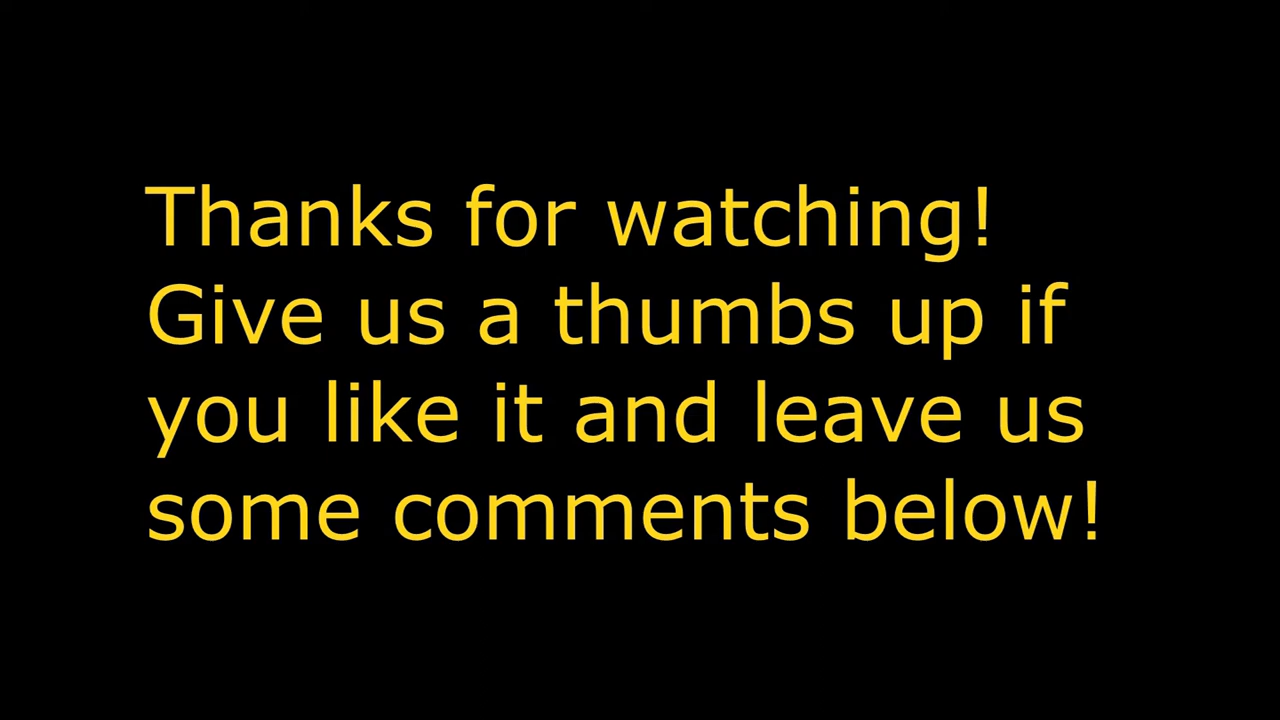 Thanks for watching!
Give us a thumbs up if
you like it and leave us
some comments below!